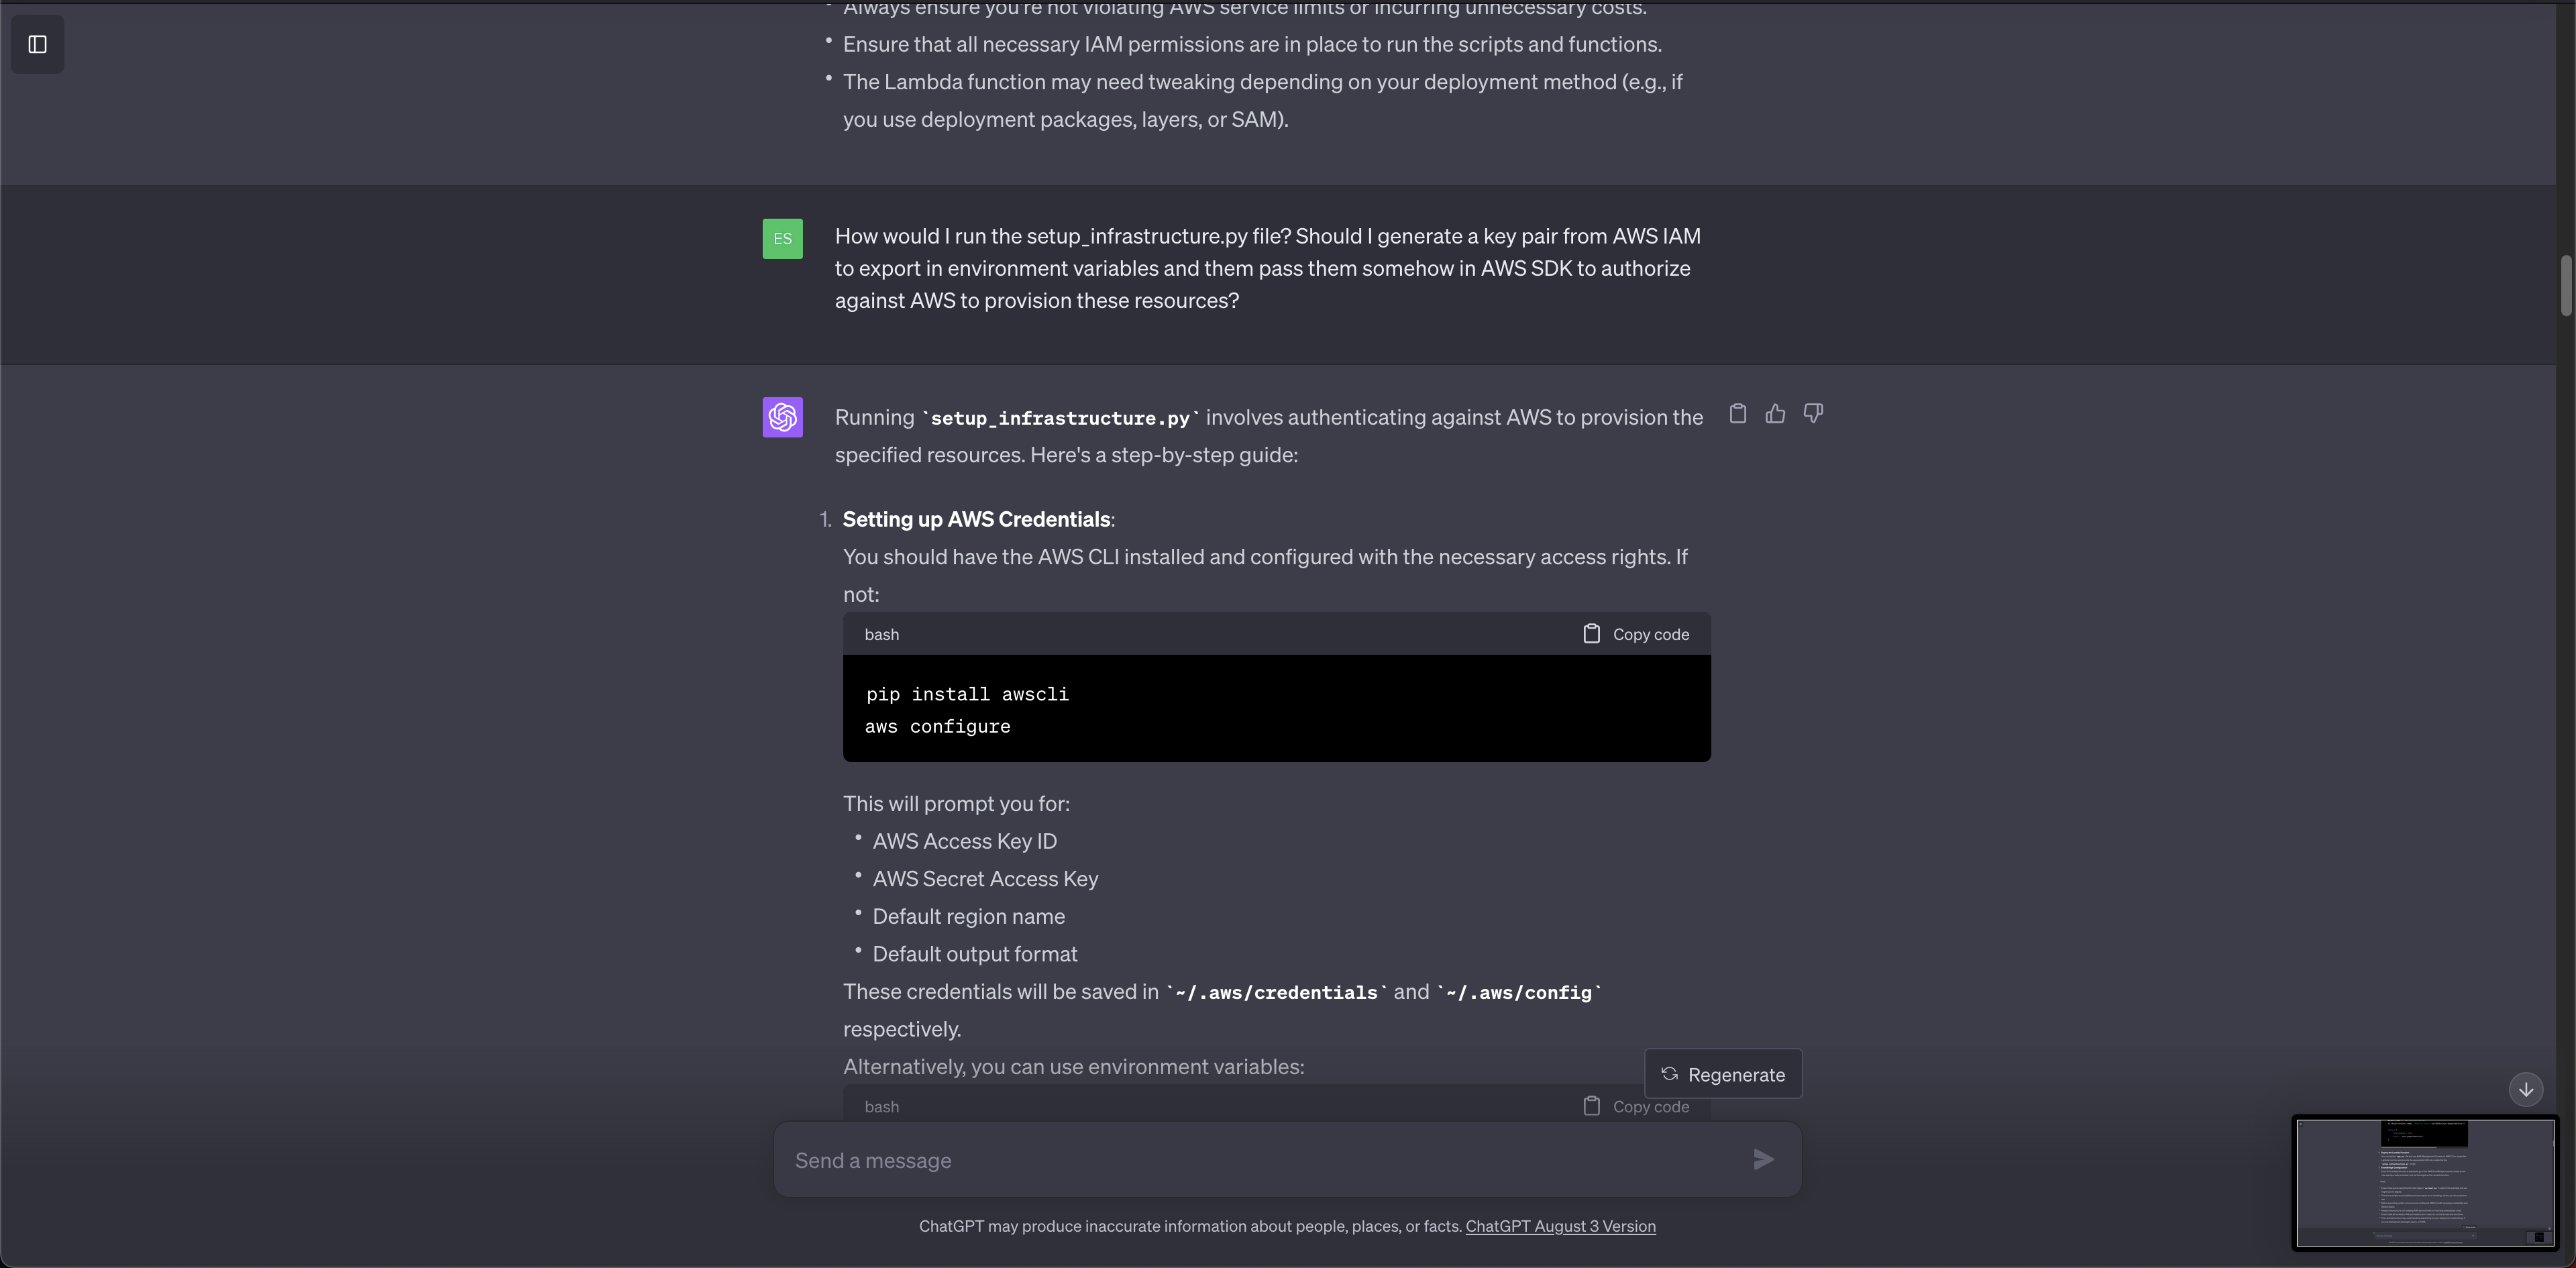 Always ensure you're not violating AWS service limits or incurring unnecessary costs.
Ensure that all necessary IAM permissions are in place to run the scripts and functions.
The Lambda function may need tweaking depending on your deployment method (e.g., if
you use deployment packages, layers, or SAM).
ES
How would I run the setup_infrastructure.py file? Should I generate a key pair from AWS IAM
to export in environment variables and them pass them somehow in AWS SDK to authorize
against AWS to provision these resources?
Running `setup_infrastructure.py` involves authenticating against AWS to provision the
specified resources. Here's a step-by-step guide:
1. Setting up AWS Credentials:
You should have the AWS CLI installed and configured with the necessary access rights. If
not:
bash Copy code
pip install awscli
aws configure
This will prompt you for:
AWS Access Key ID
AWS Secret Access Key
Default region name
Default output format
These credentials will be saved in `~/.aws/credentials` and `~/.aws/config`
respectively.
Alternatively, you can use environment variables:
Regenerate
bash Copy code
Send a message
ChatGPT may produce inaccurate information about people, places, or facts. ChatGPT August 3 Version